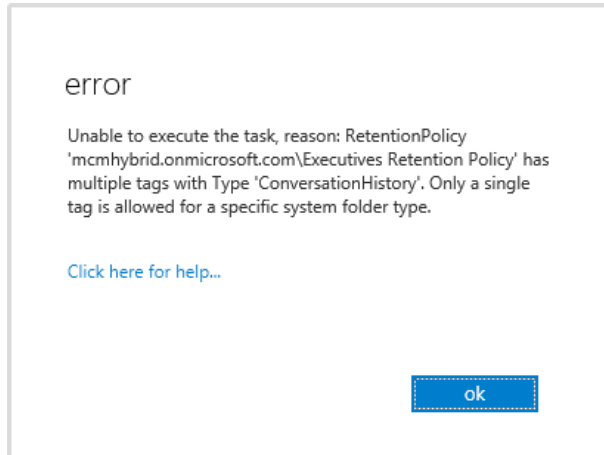 error
Unable to execute the task, reason: RetentionPolicy
'mcmhybrid.onmicrosoft.com\Executives Retention Policy' has
multiple tags with Type 'ConversationHistory'. Only a single
tag is allowed for a specific system folder type.
Click here for help...
ok